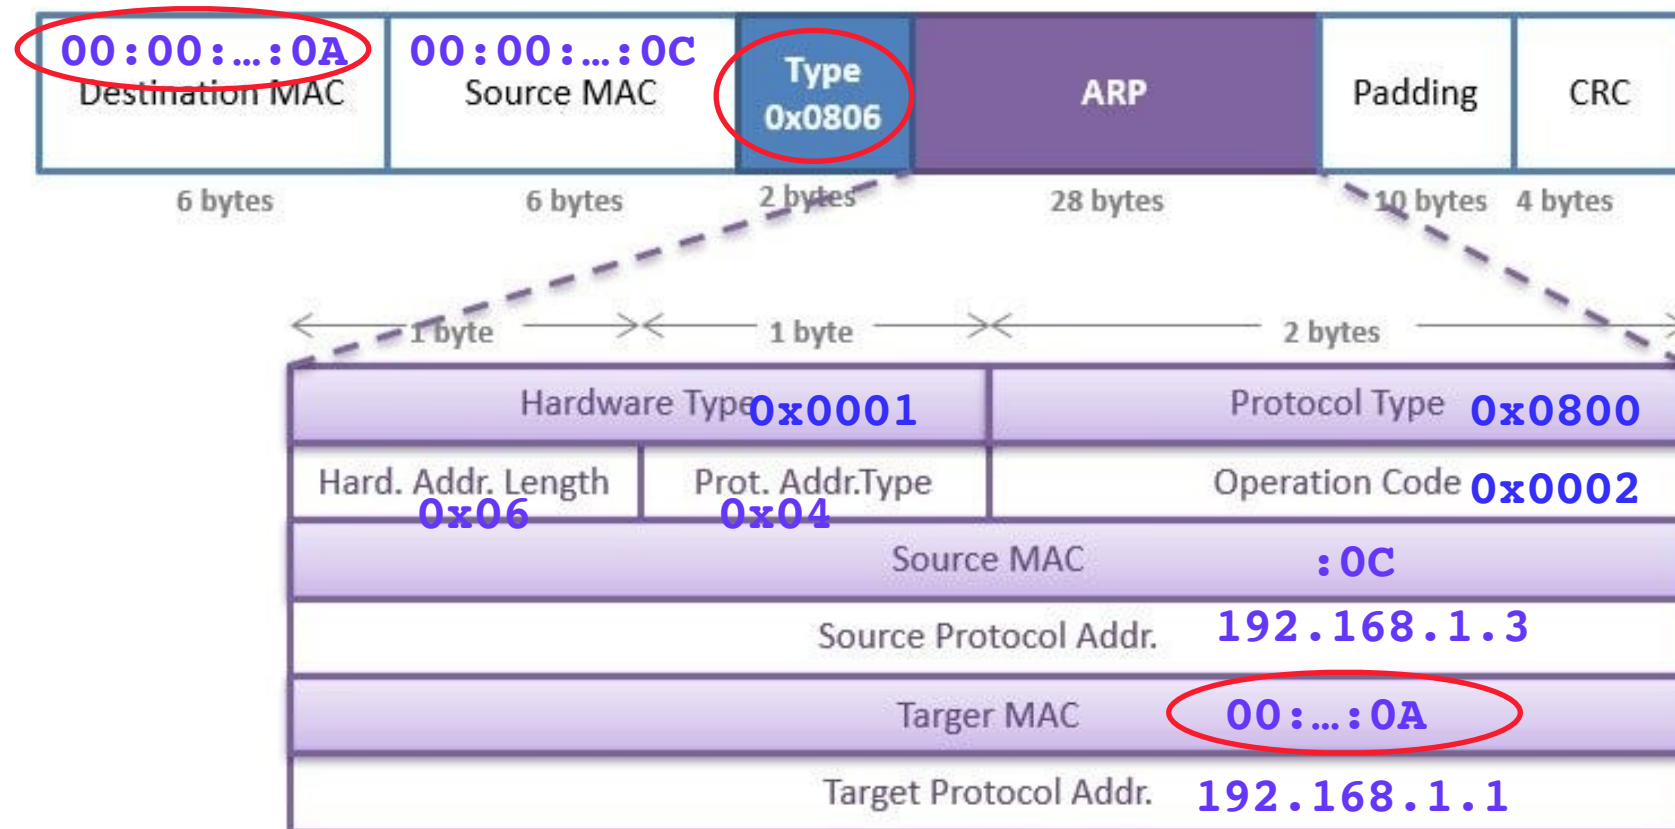 00:00:…:0A 00:00:…:0C
Destination MAC Source MAC Type 0x0806 ARP Padding CRC
6 bytes 6 bytes 2 bytes 28 bytes 10 bytes 4 bytes
1 byte 1 byte 2 bytes
Hardware Type 0x0001 Protocol Type 0x0800
Hard. Addr. Length Prot. Addr.Type Operation Code 0x0002
0x06 0x04
Source MAC :0C
Source Protocol Addr. 192.168.1.3
Targer MAC 00:…:0A
Target Protocol Addr. 192.168.1.1